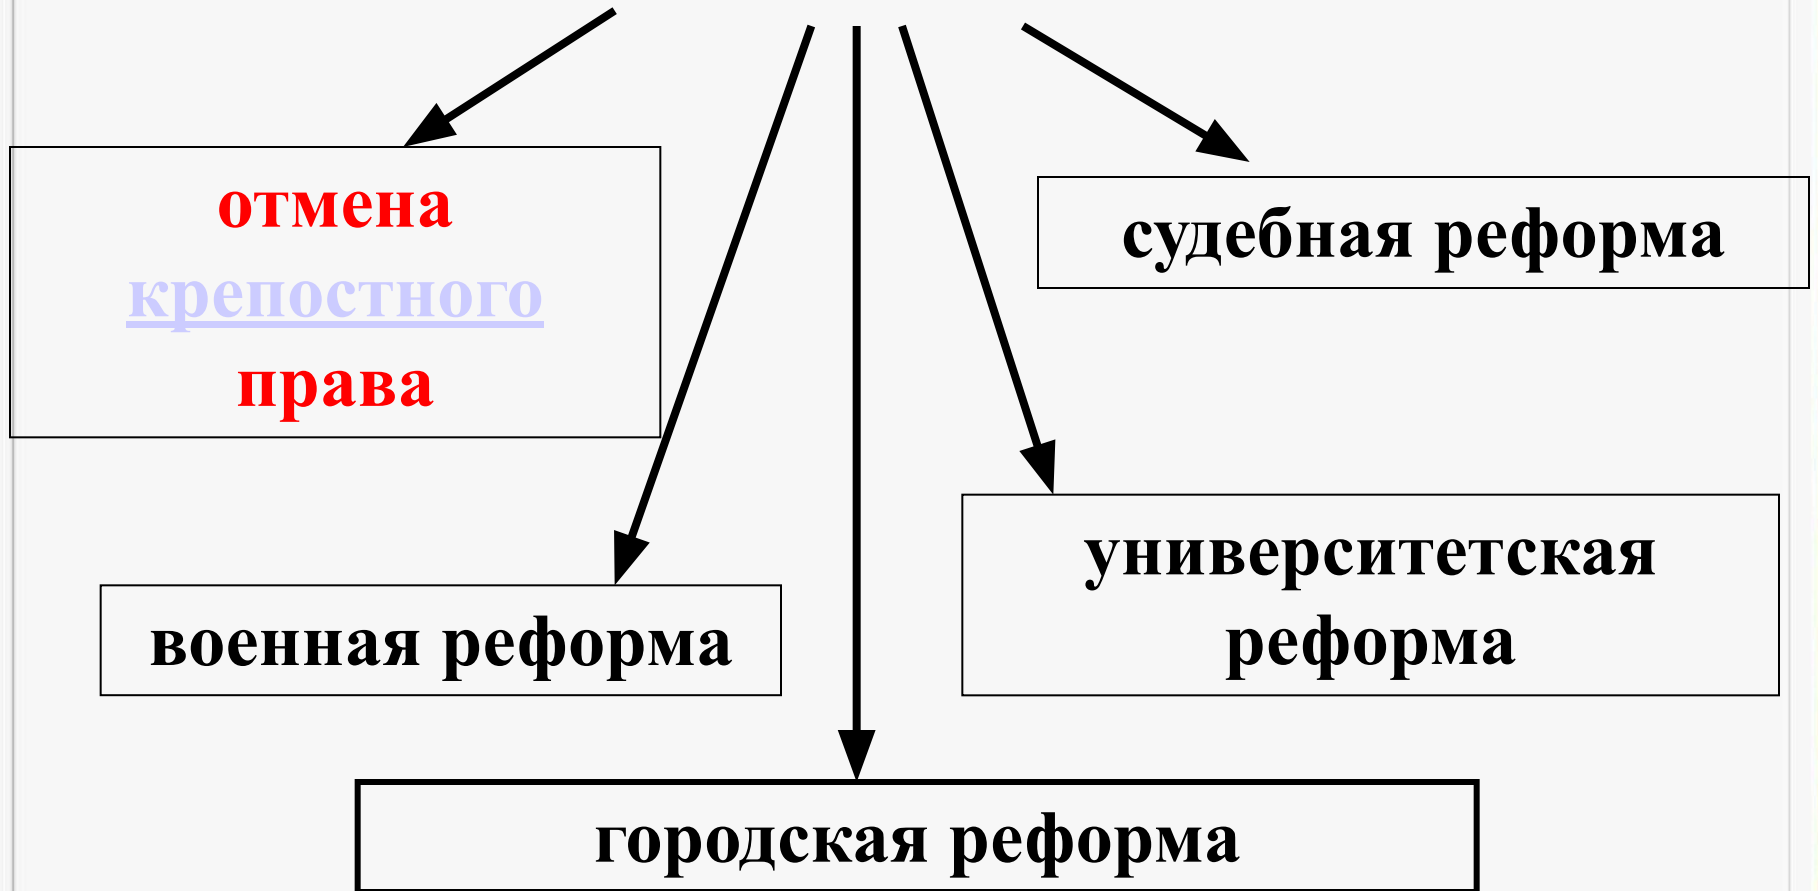 отмена
крепостного
права
судебная реформа
военная реформа
университетская
реформа
городская реформа